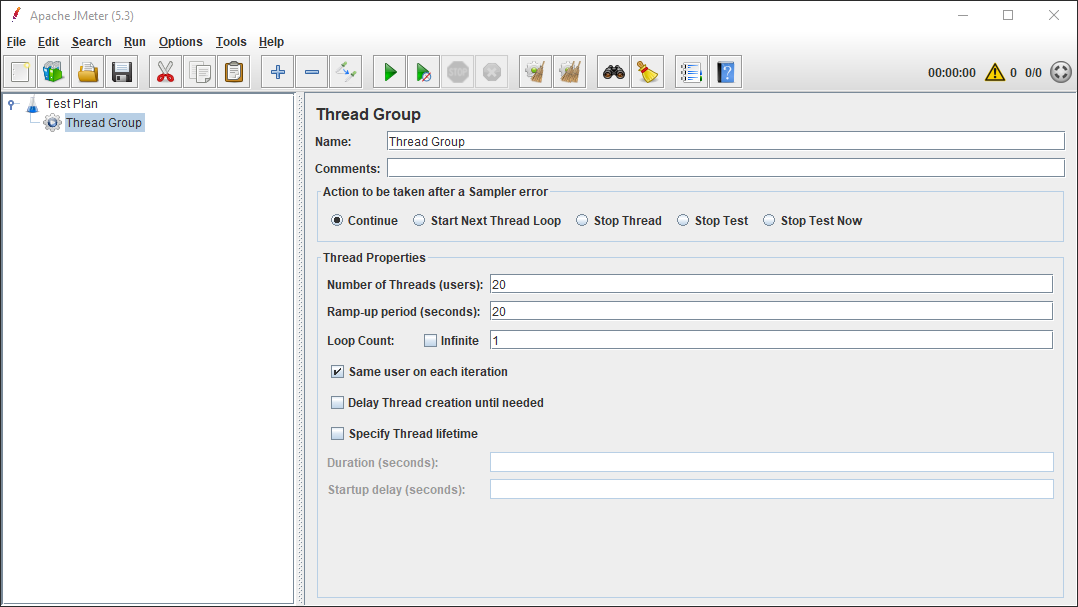 Apache JMeter (5.3)
File Edit Search Run Options Tools Help
STOP
00:00:00 0 0/0
Test Plan
Thread Group
Thread Group
Name: Thread Group
Comments:
Action to be taken after a Sampler error
Continue Start Next Thread Loop Stop Thread Stop Test Stop Test Now
Thread Properties
Number of Threads (users): 20
Ramp-up period (seconds): 20
Loop Count: Infinite 1
Same user on each iteration
Delay Thread creation until needed
Specify Thread lifetime
Duration (seconds):
Startup delay (seconds):